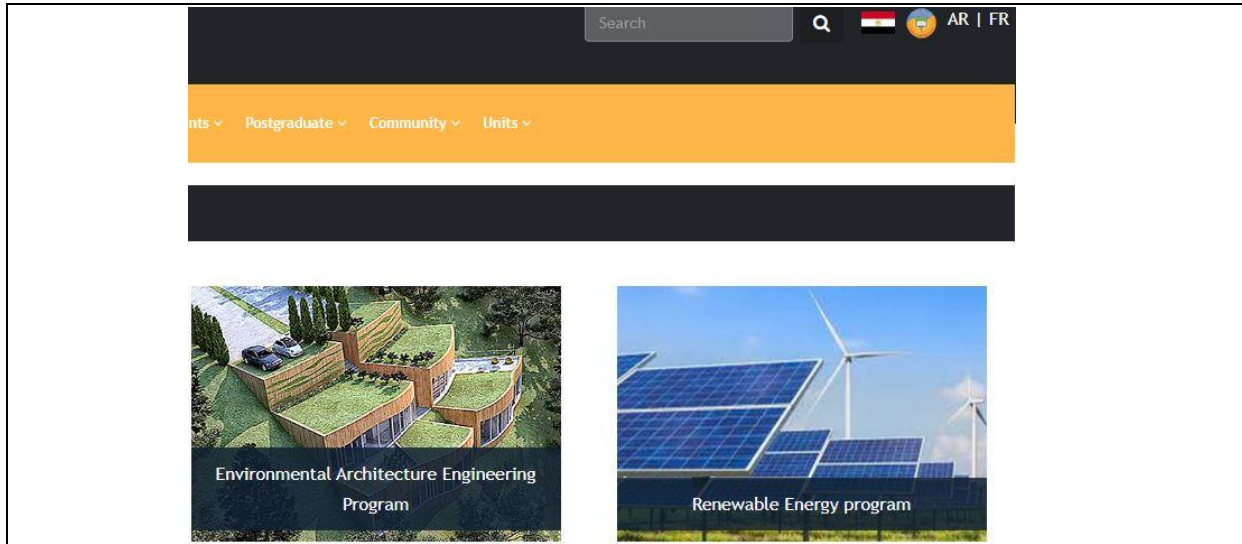 Search
AR | FR
nts Postgraduate Community Units
Environmental Architecture Engineering
Program
Renewable Energy program